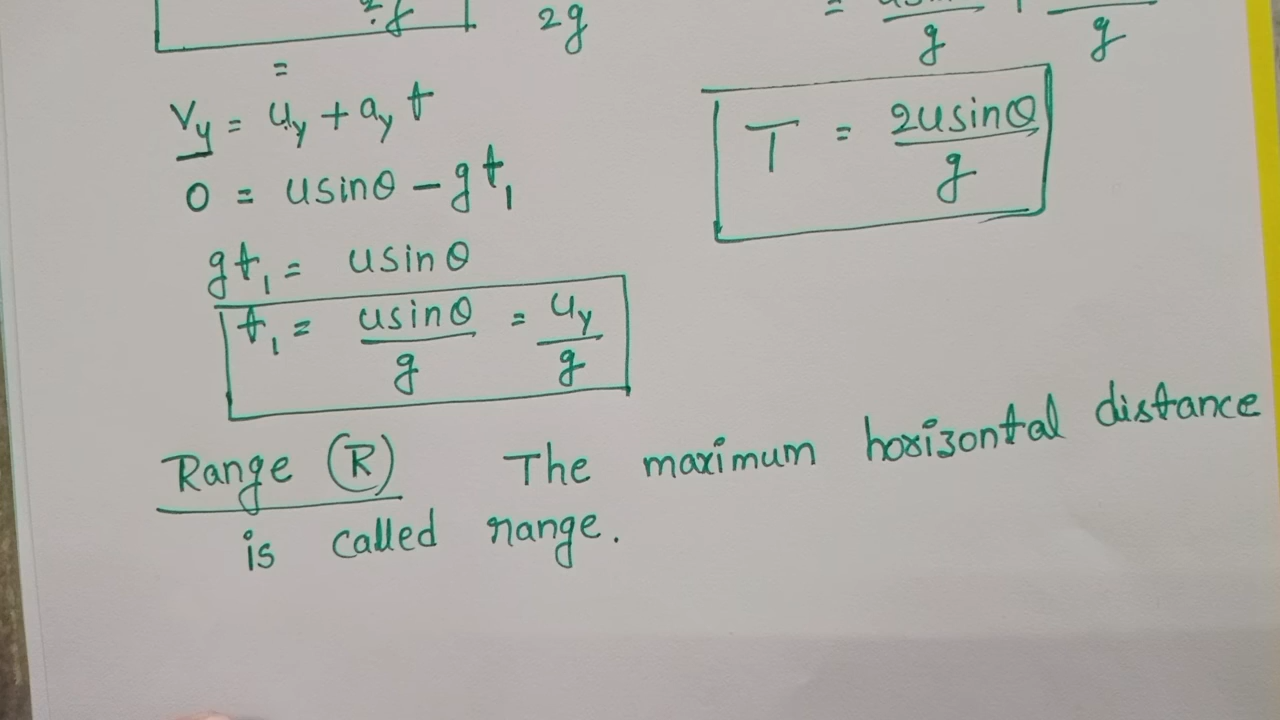 2g
2g
=
g
g
Vy = uy + ay t
0 = usinθ − gt₁
gt₁ = usinθ
t₁ = usinθ/g = uy/g
T = 2usinθ/g
Range (R) The maximum horizontal distance
is called range.